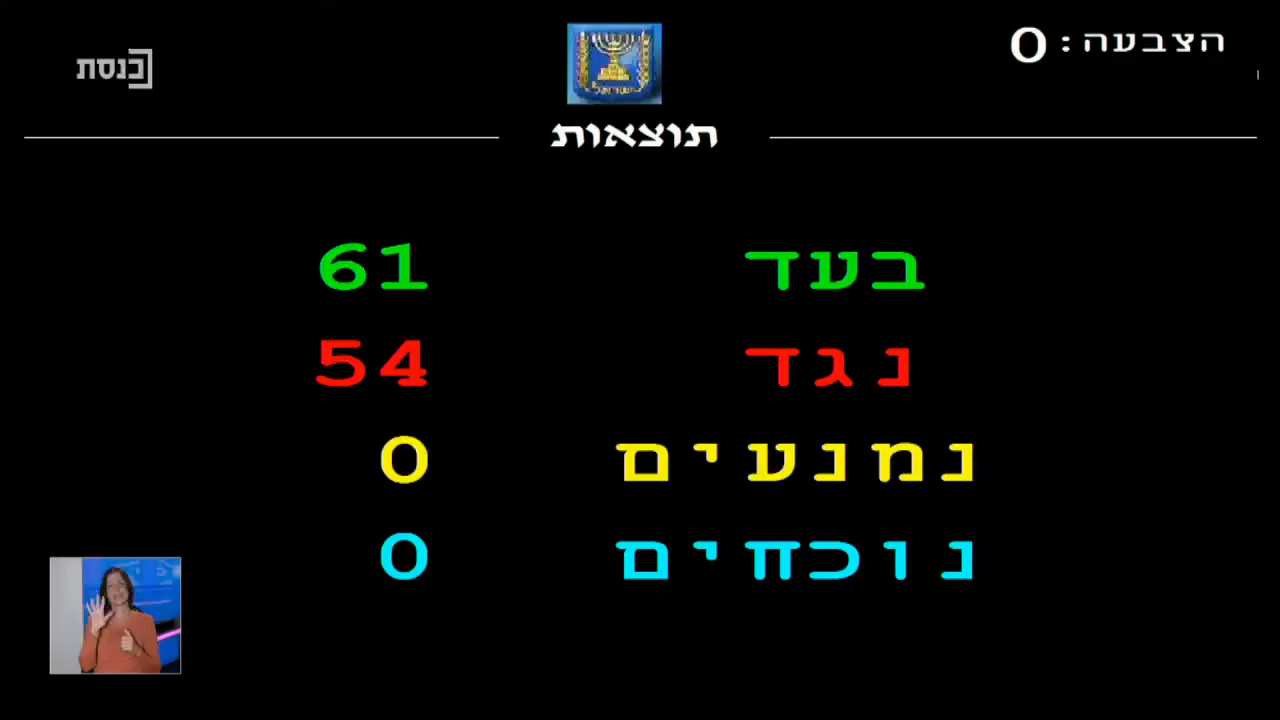 כנסת
הצבעה: 0
תוצאות
בעד 61
נגד 54
נמנעים 0
נוכחים 0